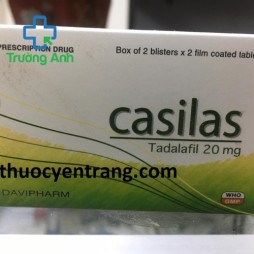 PRESCRIPTION DRUG
Trường Anh
Box of 2 blisters x 2 film coated table
casilas
Tadalafil 20 mg
thuocyentrang.com
DAVIPHARM
WHO
GMP